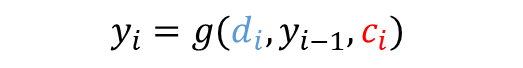 yᵢ = g(dᵢ, yᵢ₋₁, cᵢ)